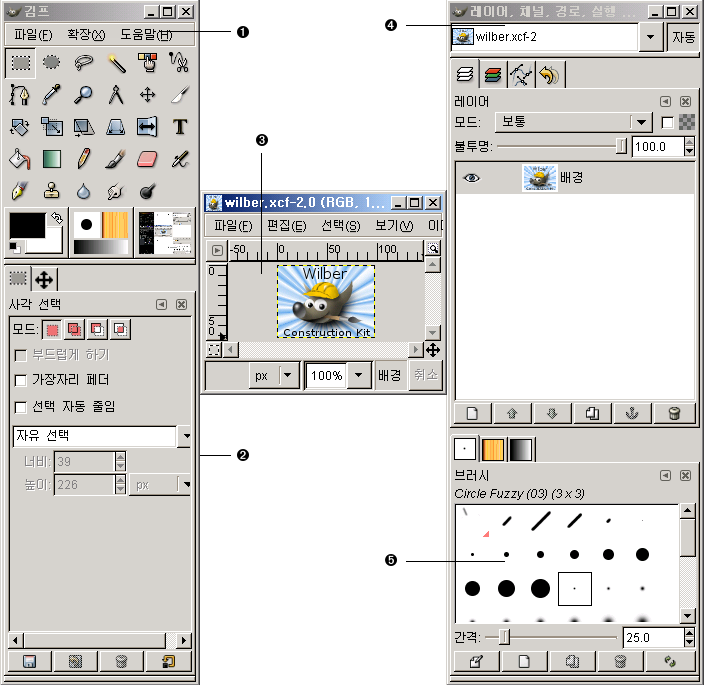 김프
파일(F) 확장(X) 도움말(H)
❶
사각 선택
모드:
부드럽게 하기
가장자리 페더
선택 자동 줄임
자유 선택
너비: 39
높이: 226 px
❷
❸
wilber.xcf-2.0 (RGB, 1...
파일(F) 편집(E) 선택(S) 보기(V)
-50 0 50 100
0
50
Wilber
Construction Kit
px 100% 배경 취소
❹
레이어, 채널, 경로, 실행 ...
wilber.xcf-2 자동
레이어
모드: 보통
불투명: 100.0
배경
브러시
Circle Fuzzy (03) (3 x 3)
❺
간격: 25.0